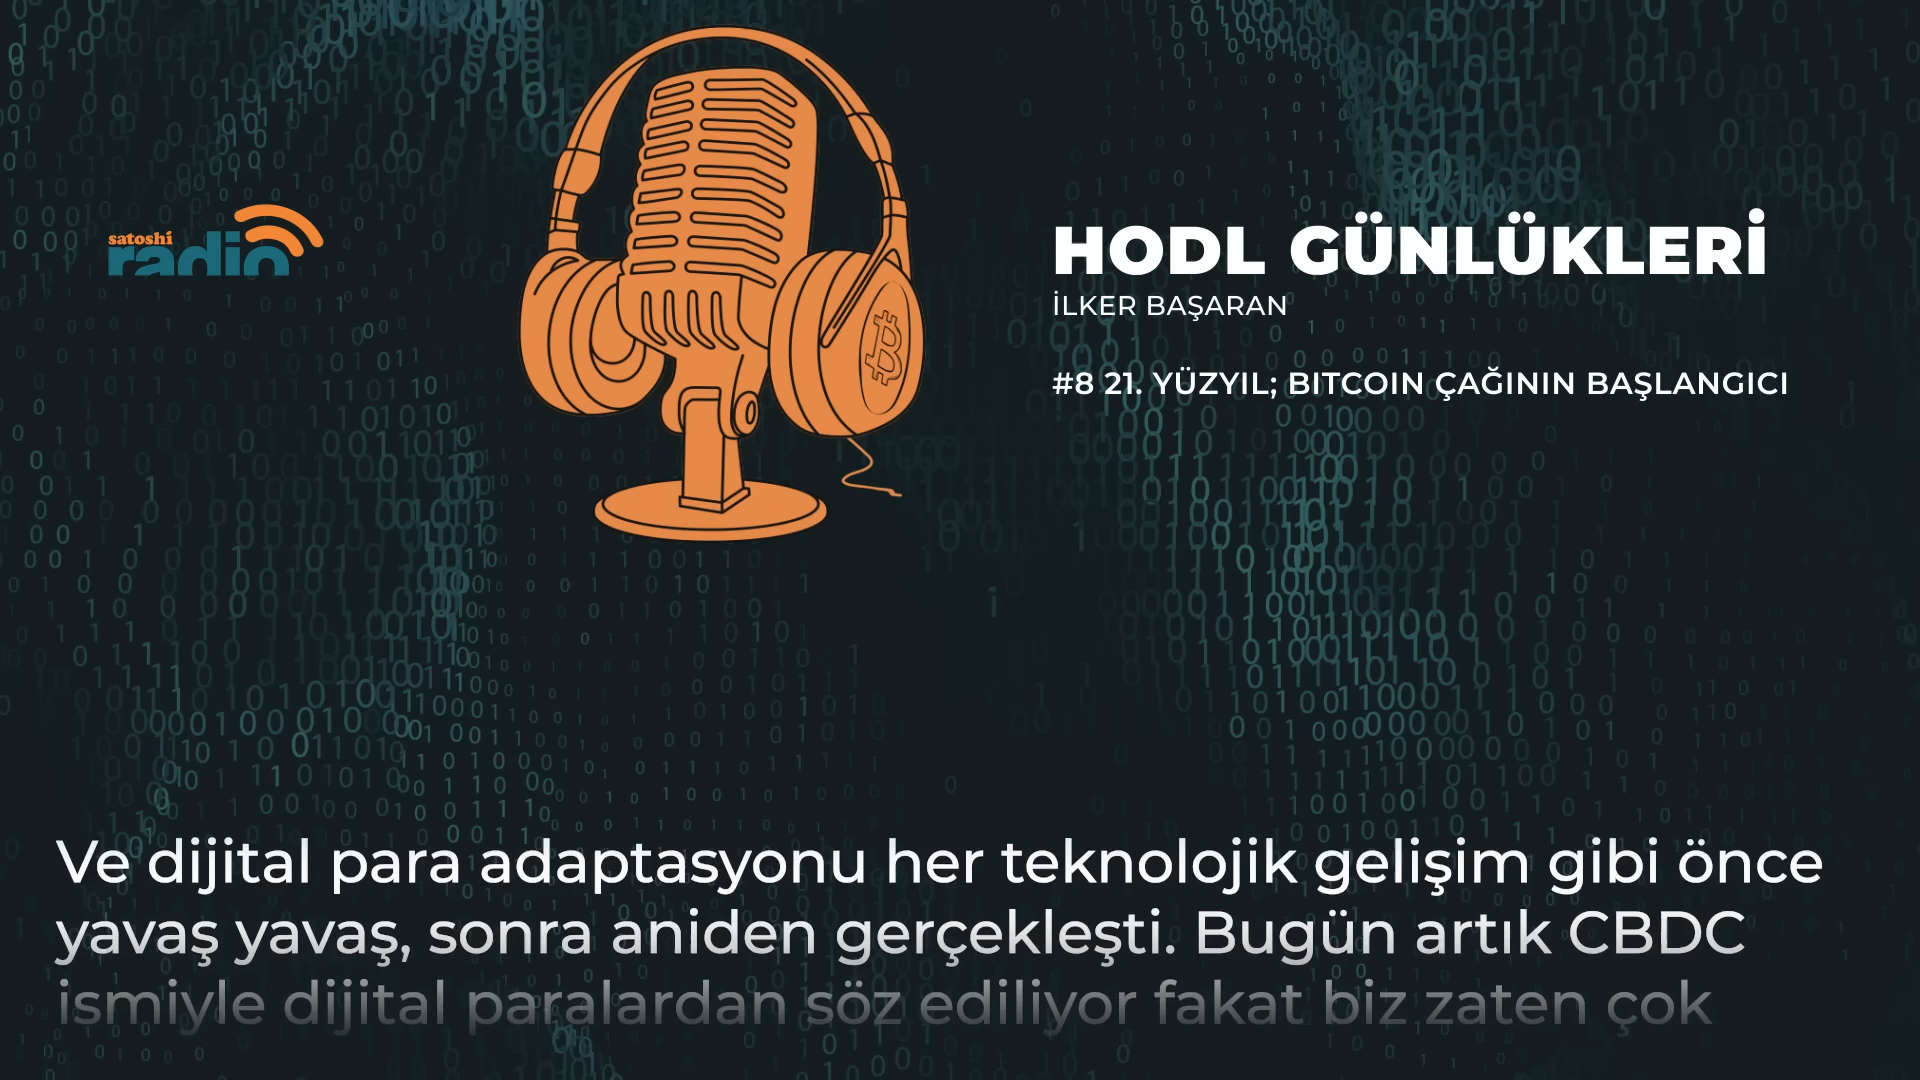 satoshi
radio
HODL GÜNLÜKLERİ
İLKER BAŞARAN
#8 21. YÜZYIL; BITCOIN ÇAĞININ BAŞLANGICI
Ve dijital para adaptasyonu her teknolojik gelişim gibi önce
yavaş yavaş, sonra aniden gerçekleşti. Bugün artık CBDC
ismiyle dijital paralardan söz ediliyor fakat biz zaten çok